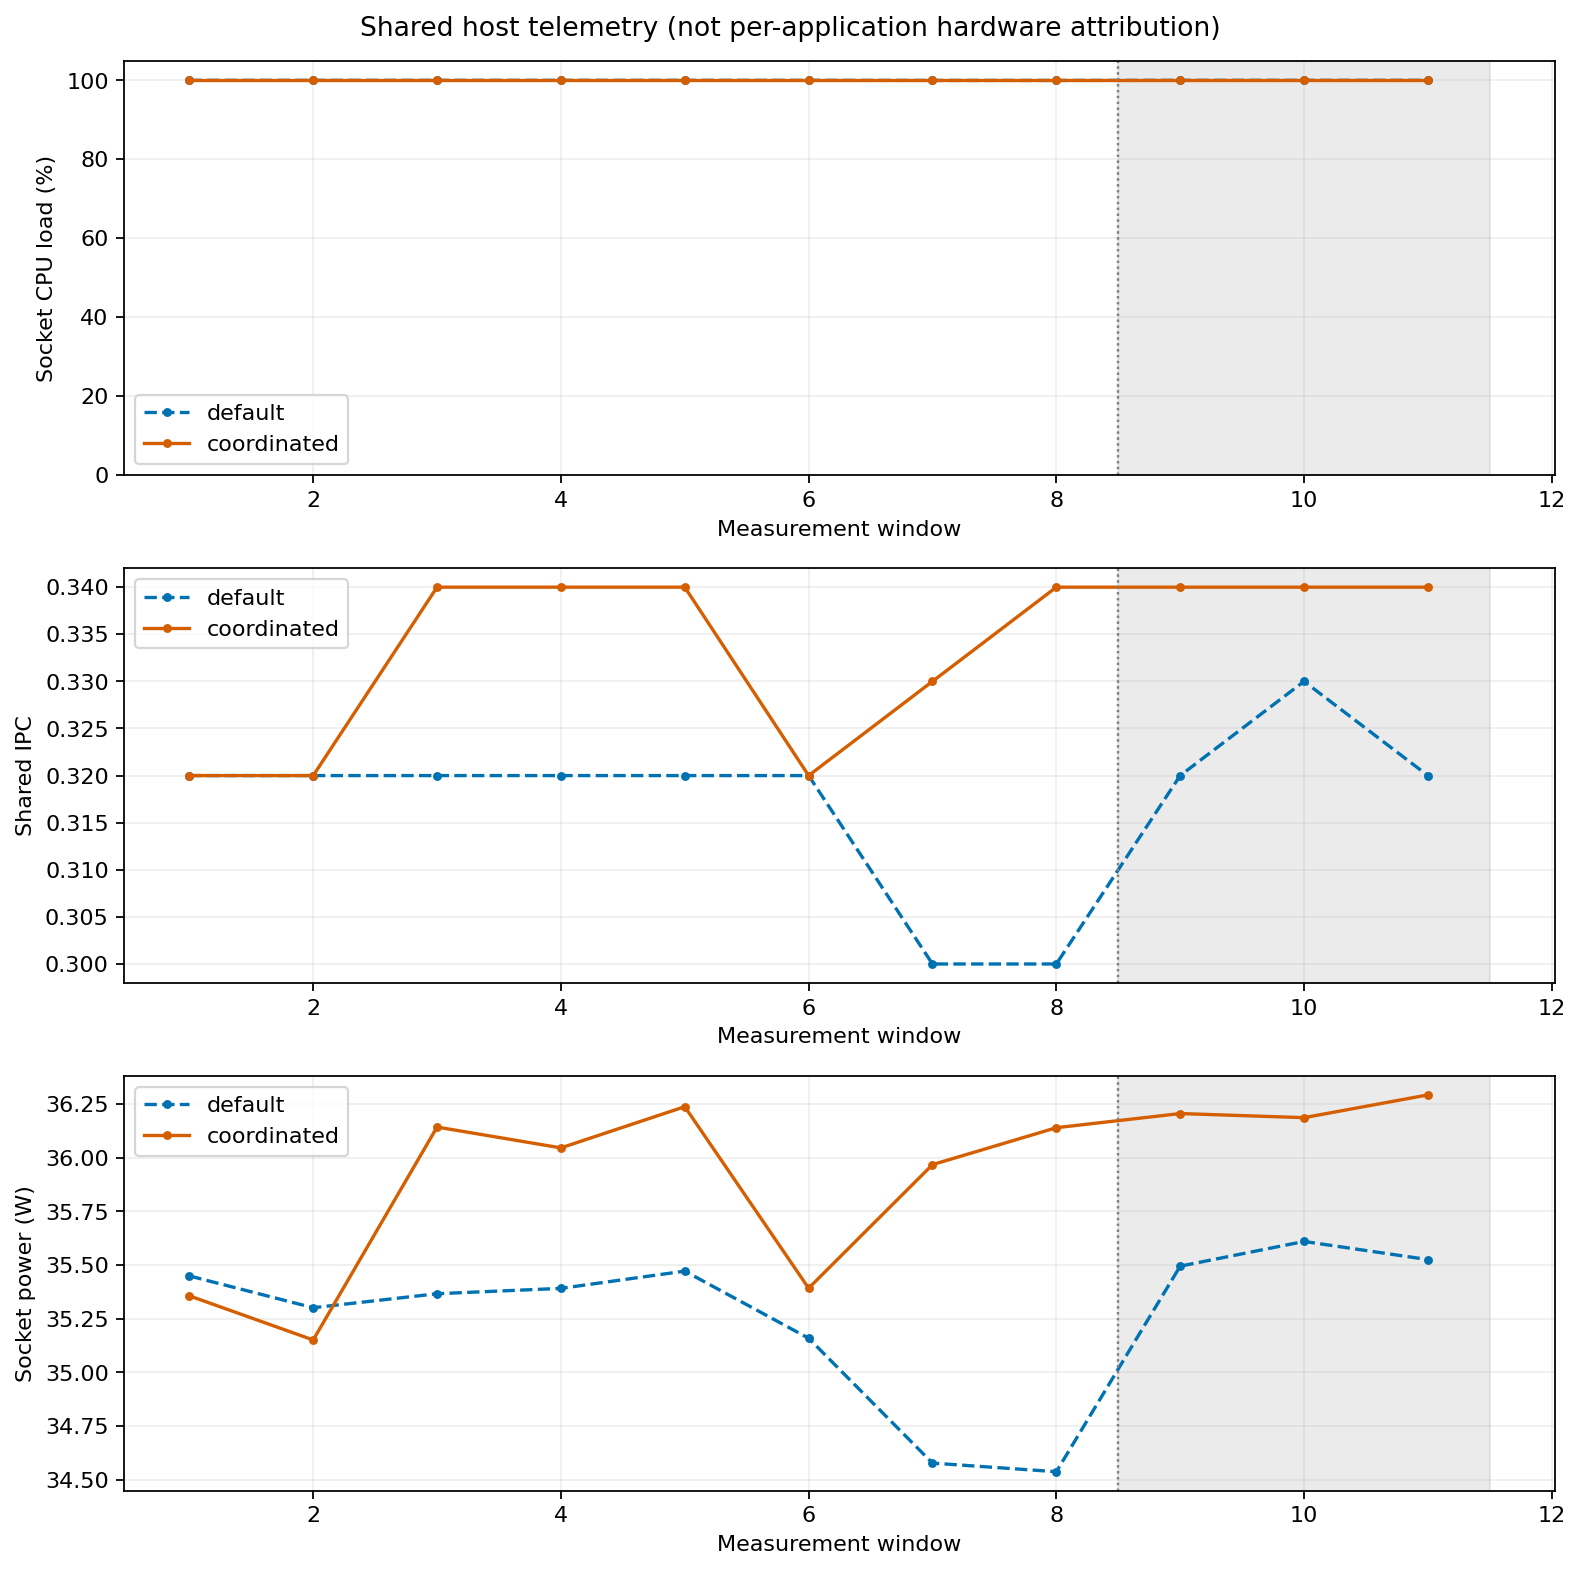 Shared host telemetry (not per-application hardware attribution)
100
80
60
40
20
0
Socket CPU load (%)
default
coordinated
2 4 6 8 10 12
Measurement window
0.340
0.335
0.330
0.325
0.320
0.315
0.310
0.305
0.300
Shared IPC
default
coordinated
2 4 6 8 10 12
Measurement window
36.25
36.00
35.75
35.50
35.25
35.00
34.75
34.50
Socket power (W)
default
coordinated
2 4 6 8 10 12
Measurement window